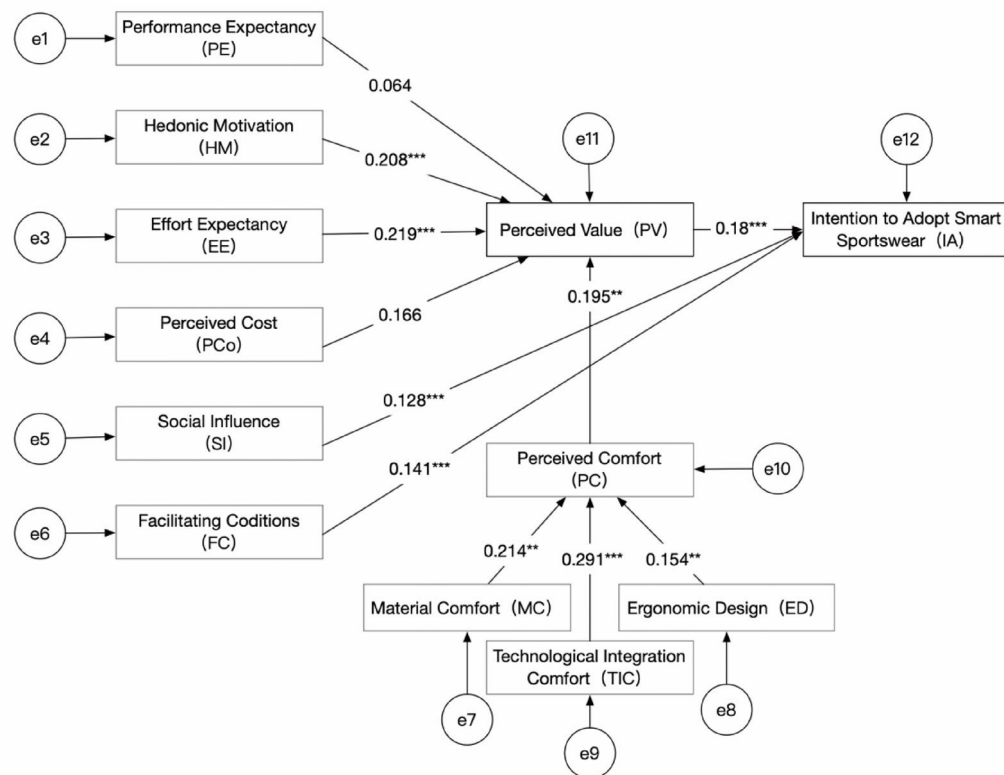 e1
Performance Expectancy
(PE)
0.064
e2
Hedonic Motivation
(HM)
0.208***
e11
e12
e3
Effort Expectancy
(EE)
0.219***
Perceived Value（PV）
0.18***
Intention to Adopt Smart
Sportswear（IA）
0.195**
e4
Perceived Cost
（PCo）
0.166
e5
Social Influence
(SI)
0.128***
e6
Facilitating Coditions
（FC）
0.141***
Perceived Comfort
（PC）
e10
0.214**
0.291***
0.154**
Material Comfort（MC）
Ergonomic Design（ED）
Technological Integration
Comfort（TIC）
e7
e8
e9